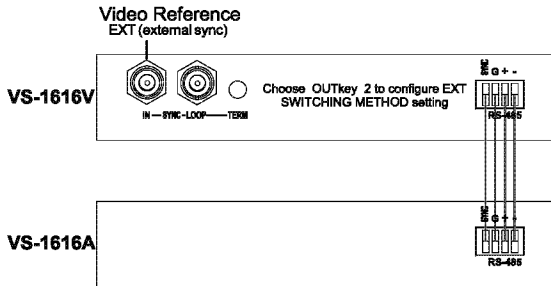 Video Reference
EXT (external sync)
VS-1616V
Choose OUTkey 2 to configure EXT
SWITCHING METHOD setting
IN — SYNC - LOOP — TERM
SYNC G + -
RS-485
VS-1616A
SYNC G + -
RS-485